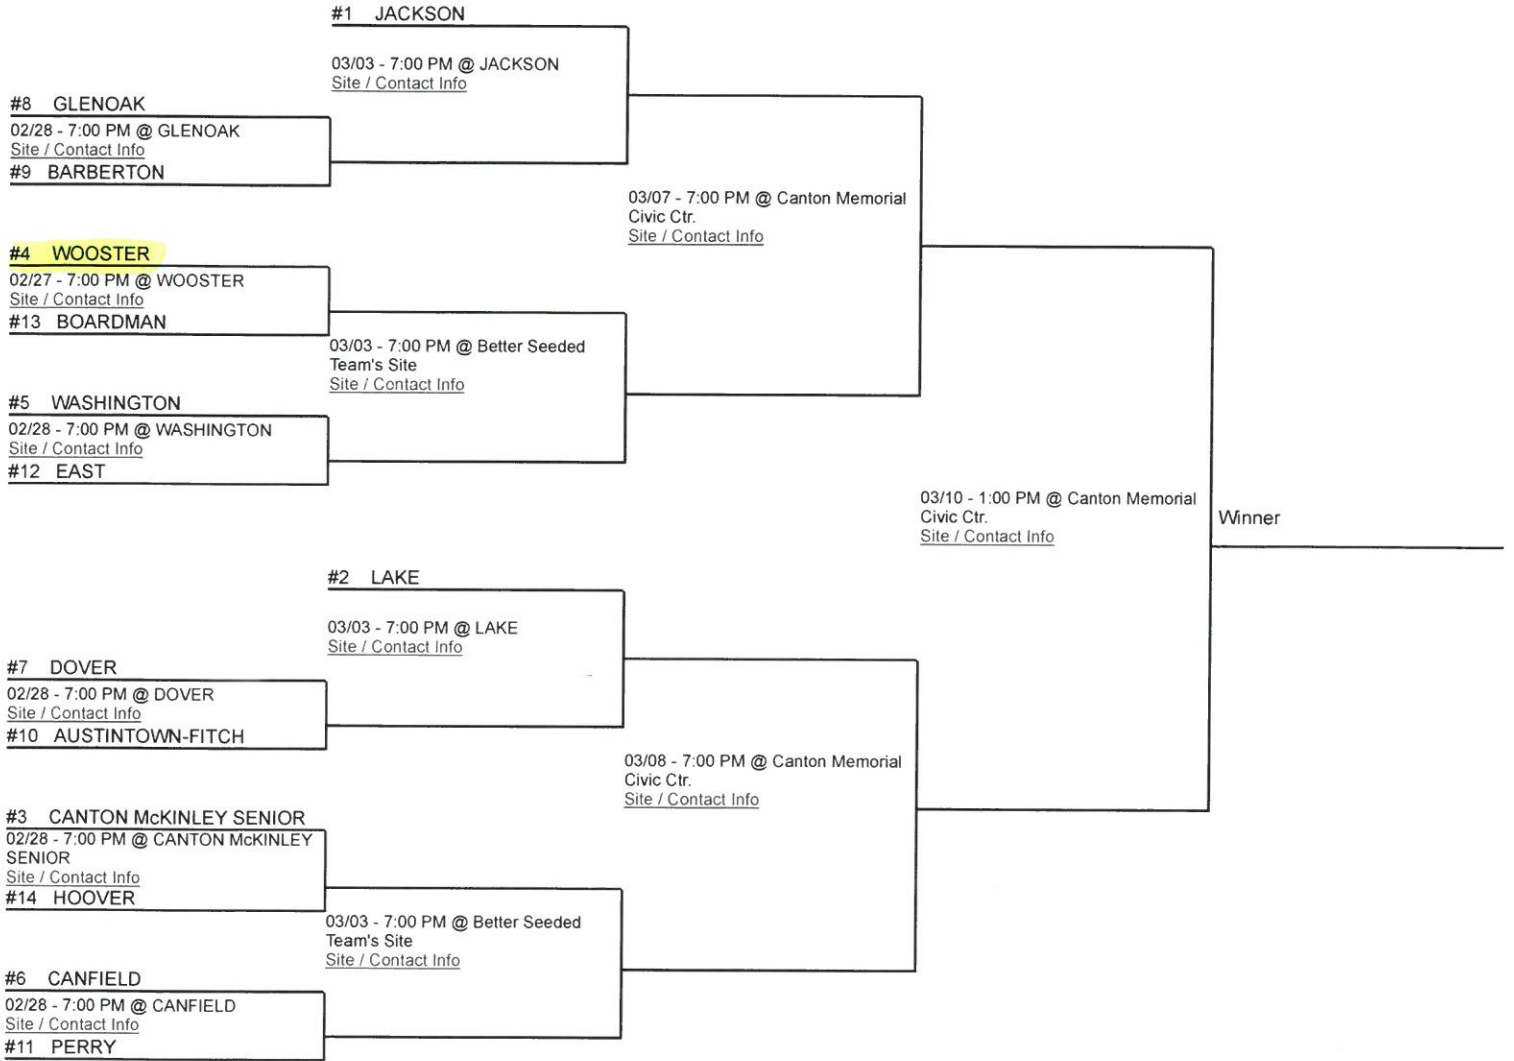 #1 JACKSON
03/03 - 7:00 PM @ JACKSON
Site / Contact Info
#8 GLENOAK
02/28 - 7:00 PM @ GLENOAK
Site / Contact Info
#9 BARBERTON
03/07 - 7:00 PM @ Canton Memorial
Civic Ctr.
Site / Contact Info
#4 WOOSTER
02/27 - 7:00 PM @ WOOSTER
Site / Contact Info
#13 BOARDMAN
03/03 - 7:00 PM @ Better Seeded
Team's Site
Site / Contact Info
#5 WASHINGTON
02/28 - 7:00 PM @ WASHINGTON
Site / Contact Info
#12 EAST
03/10 - 1:00 PM @ Canton Memorial
Civic Ctr.
Site / Contact Info
Winner
#2 LAKE
03/03 - 7:00 PM @ LAKE
Site / Contact Info
#7 DOVER
02/28 - 7:00 PM @ DOVER
Site / Contact Info
#10 AUSTINTOWN-FITCH
03/08 - 7:00 PM @ Canton Memorial
Civic Ctr.
Site / Contact Info
#3 CANTON McKINLEY SENIOR
02/28 - 7:00 PM @ CANTON McKINLEY
SENIOR
Site / Contact Info
#14 HOOVER
03/03 - 7:00 PM @ Better Seeded
Team's Site
Site / Contact Info
#6 CANFIELD
02/28 - 7:00 PM @ CANFIELD
Site / Contact Info
#11 PERRY